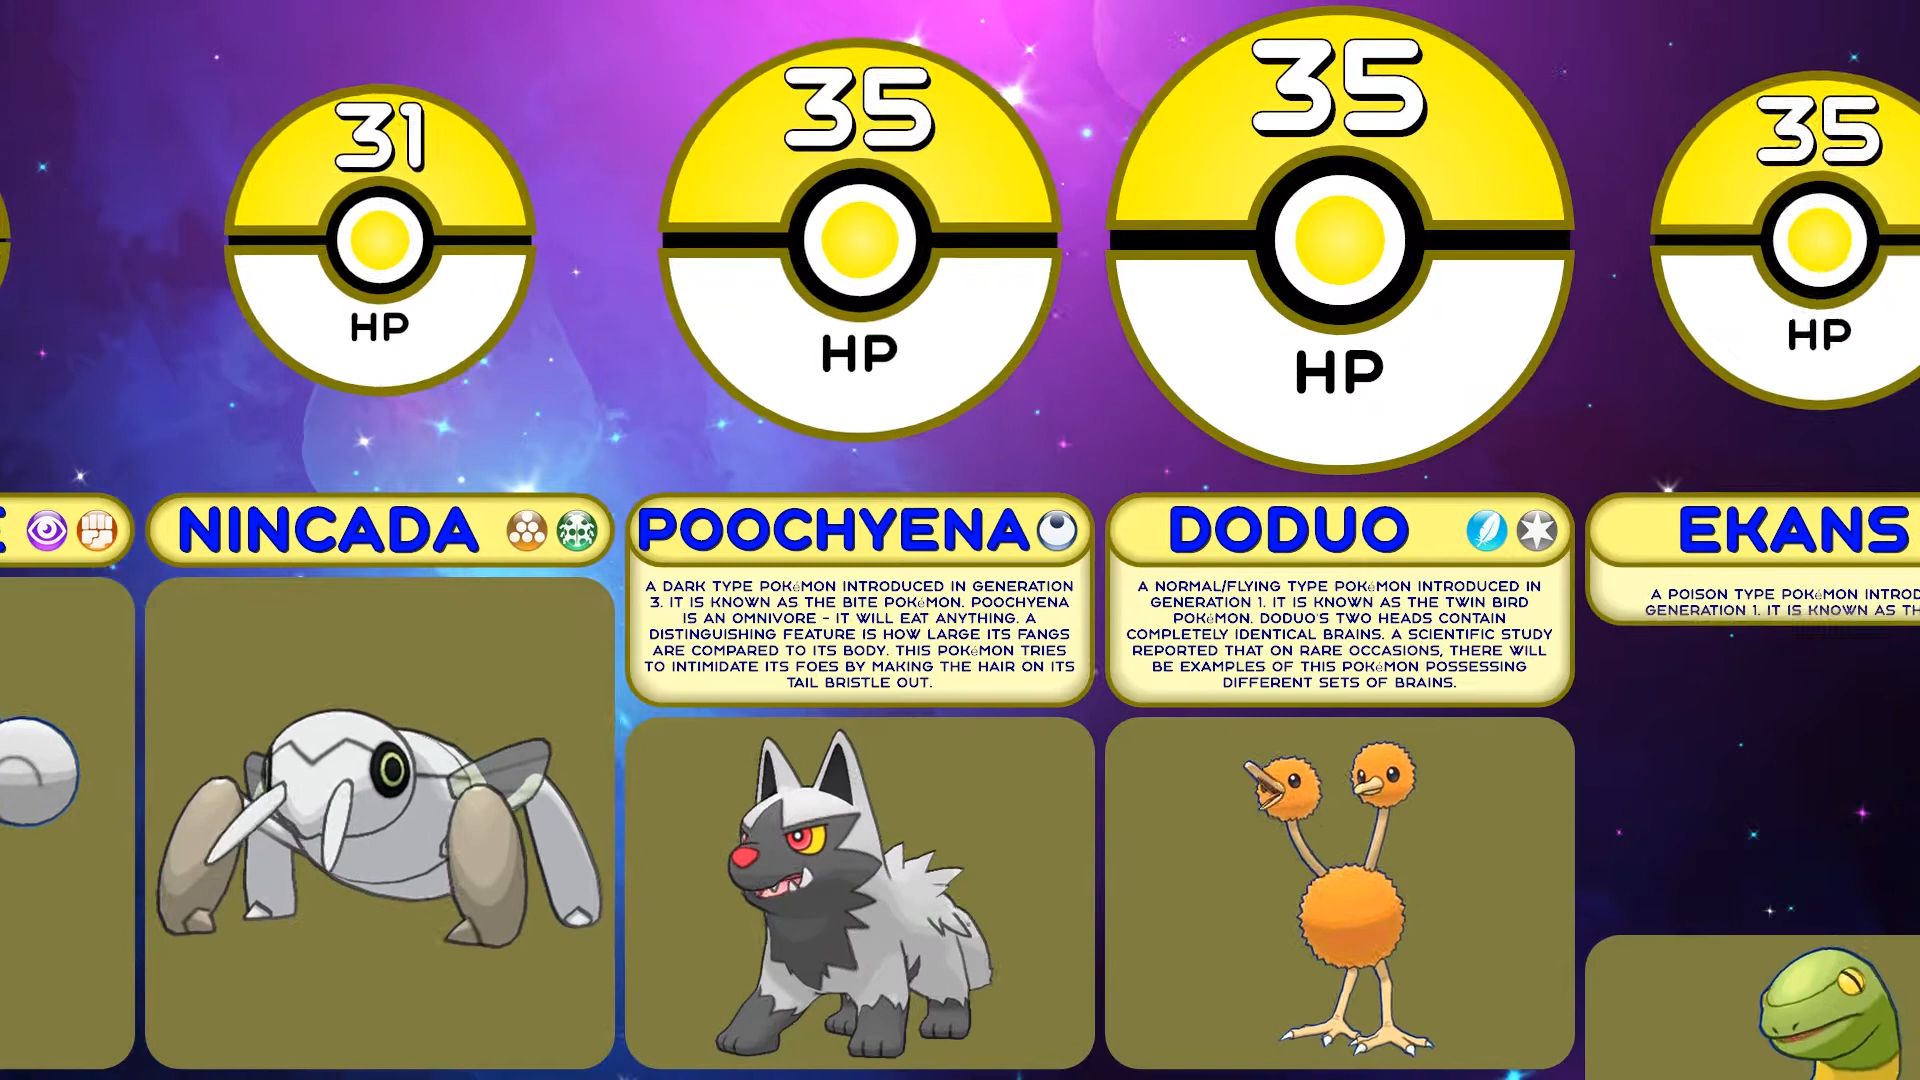 31
HP
35
HP
35
HP
35
HP
E
NINCADA
POOCHYENA
A DARK TYPE POKéMON INTRODUCED IN GENERATION
3. IT IS KNOWN AS THE BITE POKéMON. POOCHYENA
IS AN OMNIVORE - IT WILL EAT ANYTHING. A
DISTINGUISHING FEATURE IS HOW LARGE ITS FANGS
ARE COMPARED TO ITS BODY. THIS POKéMON TRIES
TO INTIMIDATE ITS FOES BY MAKING THE HAIR ON ITS
TAIL BRISTLE OUT.
DODUO
A NORMAL/FLYING TYPE POKéMON INTRODUCED IN
GENERATION 1. IT IS KNOWN AS THE TWIN BIRD
POKéMON. DODUO'S TWO HEADS CONTAIN
COMPLETELY IDENTICAL BRAINS. A SCIENTIFIC STUDY
REPORTED THAT ON RARE OCCASIONS, THERE WILL
BE EXAMPLES OF THIS POKéMON POSSESSING
DIFFERENT SETS OF BRAINS.
EKANS
A POISON TYPE POKéMON INTROD
GENERATION 1. IT IS KNOWN AS TH